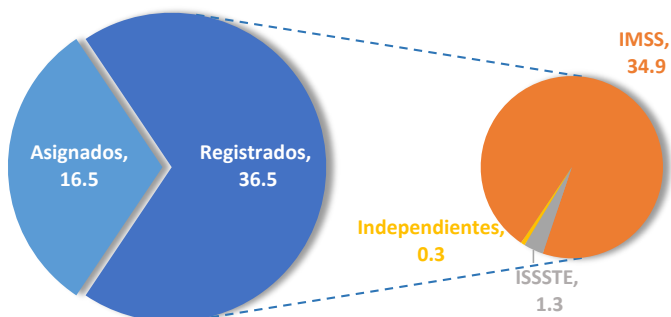 Asignados,
16.5
Registrados,
36.5
IMSS,
34.9
Independientes,
0.3
ISSSTE,
1.3